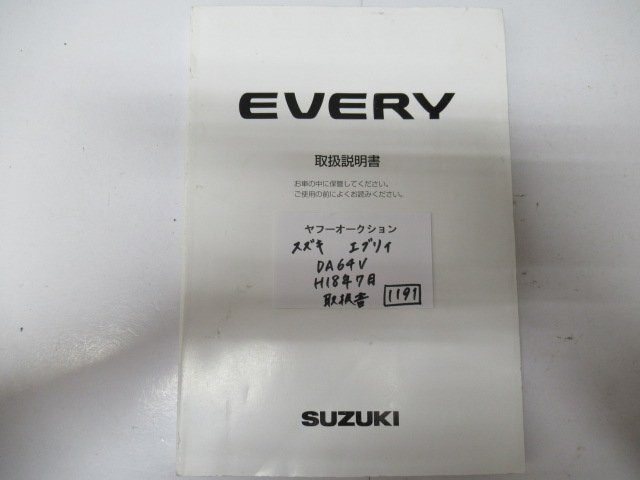 EVERY
取扱説明書
お車の中に保管してください。
ご使用の前によくお読みください。
ヤフーオークション
スズキ エブリイ
DA64V
H18年7月
取扱書 1191
SUZUKI